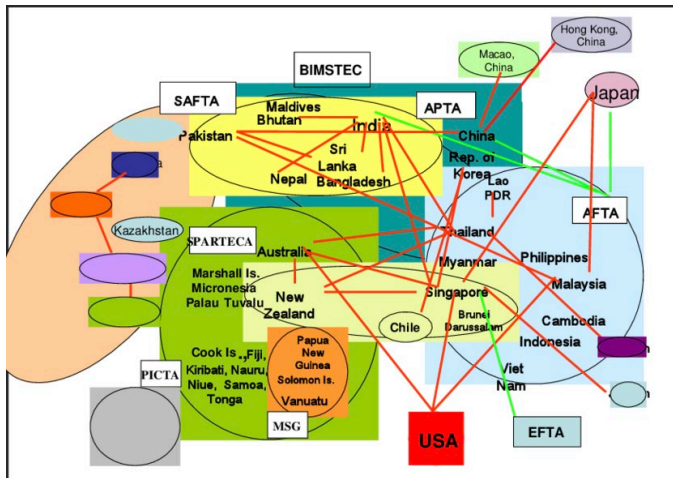 Hong Kong,
China
Macao,
China
BIMSTEC
Japan
SAFTA
APTA
Maldives
Bhutan
India
Pakistan
China
Sri
Lanka
Rep. of
Korea
Nepal
Bangladesh
Lao
PDR
AFTA
Kazakhstan
Thailand
SPARTECA
Australia
Philippines
Myanmar
Marshall Is.
Micronesia
Palau Tuvalu
Malaysia
New
Zealand
Singapore
Chile
Brunei
Darussalam
Cambodia
Indonesia
Papua
New
Guinea
Solomon Is.
Vanuatu
Cook Is., Fiji,
Kiribati, Nauru,
Niue, Samoa,
Tonga
PICTA
Viet
Nam
MSG
USA
EFTA